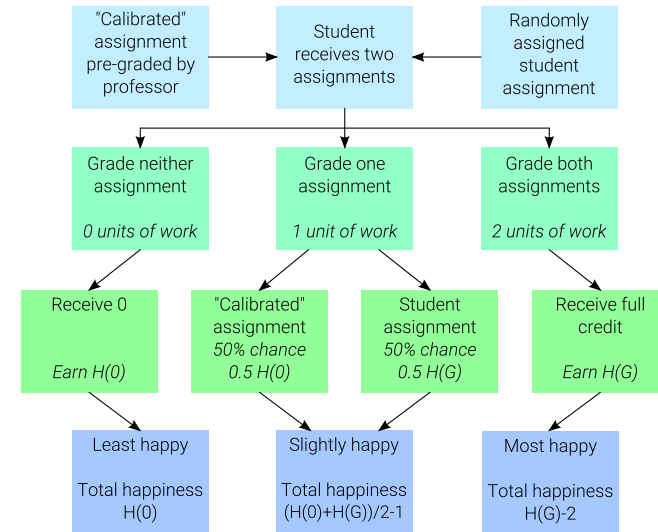 "Calibrated"
assignment
pre-graded by
professor
Student
receives two
assignments
Randomly
assigned
student
assignment
Grade neither
assignment
0 units of work
Grade one
assignment
1 unit of work
Grade both
assignments
2 units of work
Receive 0
Earn H(0)
"Calibrated"
assignment
50% chance
0.5 H(0)
Student
assignment
50% chance
0.5 H(G)
Receive full
credit
Earn H(G)
Least happy
Total happiness
H(0)
Slightly happy
Total happiness
(H(0)+H(G))/2-1
Most happy
Total happiness
H(G)-2